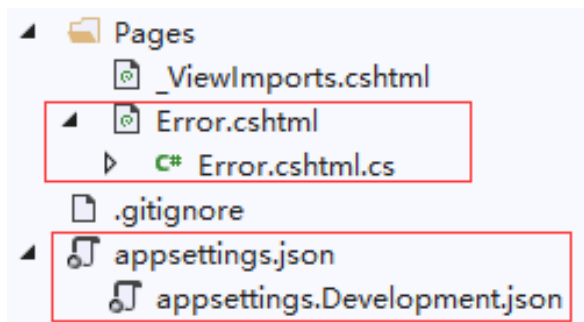 Pages
_ViewImports.cshtml
Error.cshtml
C# Error.cshtml.cs
.gitignore
appsettings.json
appsettings.Development.json